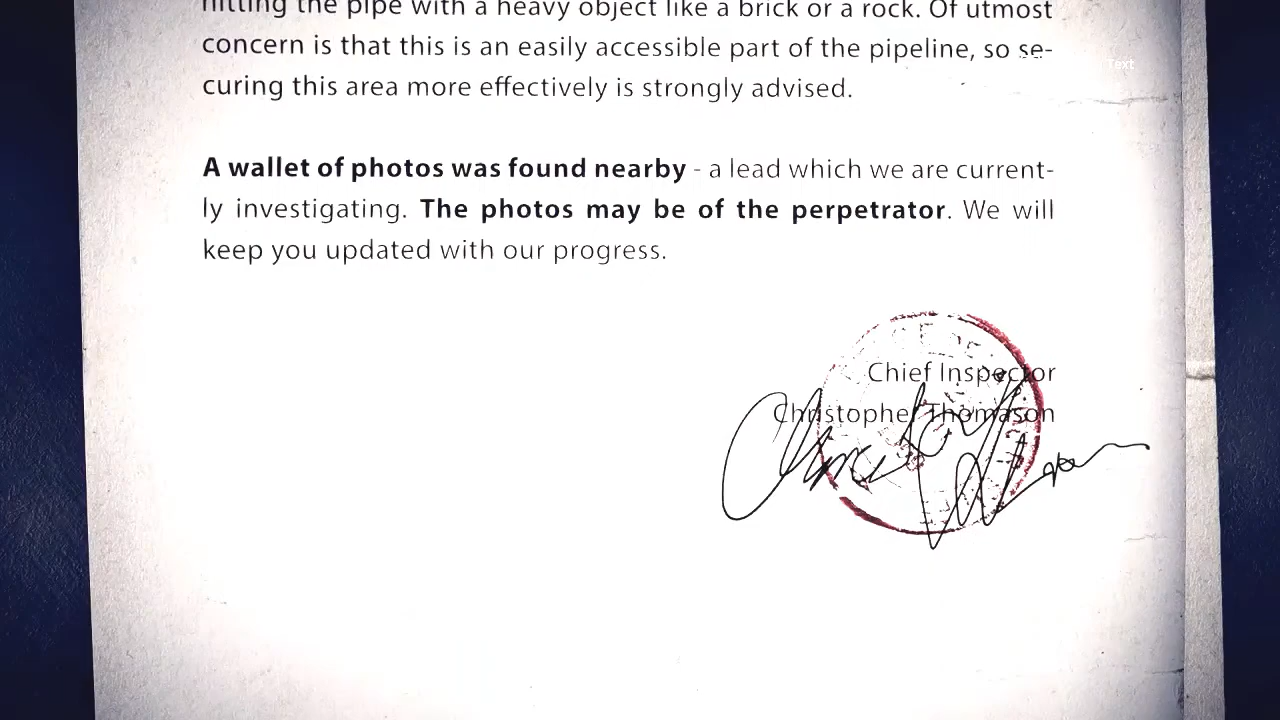 hitting the pipe with a heavy object like a brick or a rock. Of utmost
concern is that this is an easily accessible part of the pipeline, so se-
curing this area more effectively is strongly advised.
A wallet of photos was found nearby - a lead which we are current-
ly investigating. The photos may be of the perpetrator. We will
keep you updated with our progress.
Chief Inspector
Christopher Thomason
Text